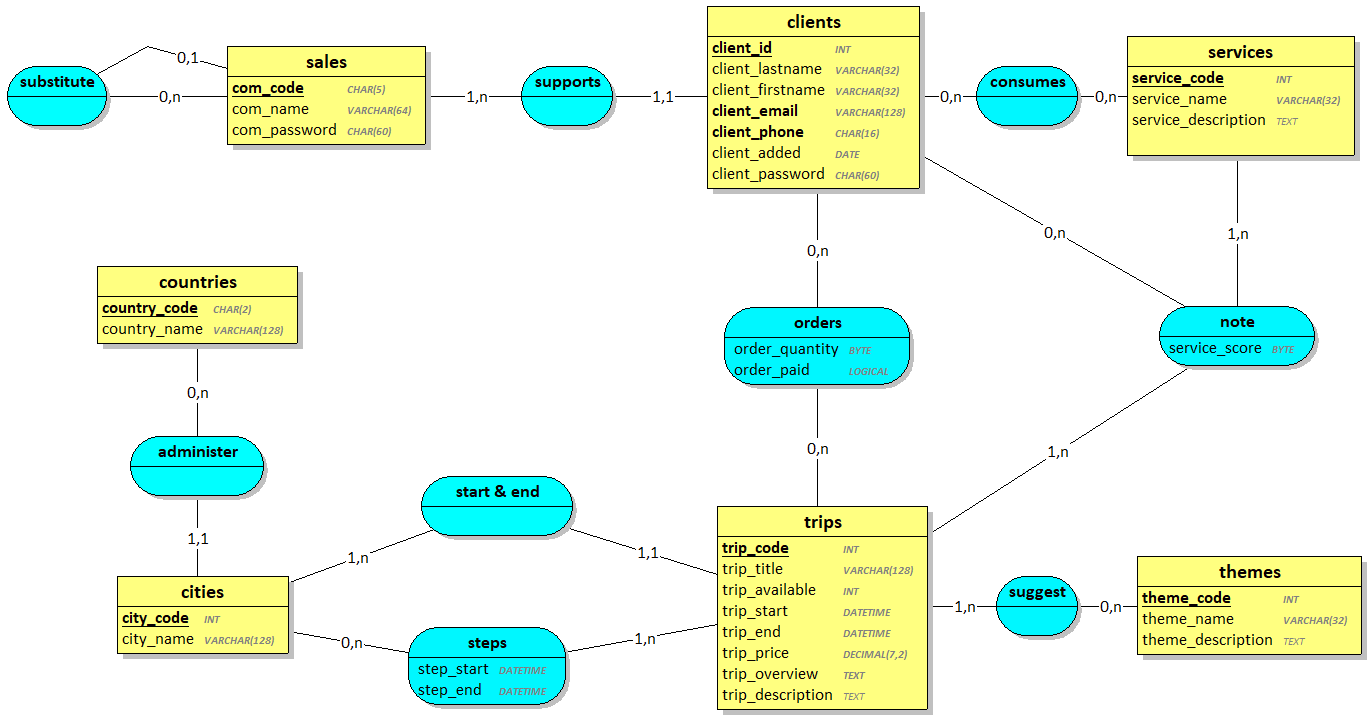 clients
client_id INT
client_lastname VARCHAR(32)
client_firstname VARCHAR(32)
client_email VARCHAR(128)
client_phone CHAR(16)
client_added DATE
client_password CHAR(60)
services
service_code INT
service_name VARCHAR(32)
service_description TEXT
sales
com_code CHAR(5)
com_name VARCHAR(64)
com_password CHAR(60)
substitute
0,1
0,n
1,n
supports
1,1
0,n
consumes
0,n
0,n
0,n
1,n
countries
country_code CHAR(2)
country_name VARCHAR(128)
orders
order_quantity BYTE
order_paid LOGICAL
note
service_score BYTE
0,n
administer
1,1
0,n
1,n
start & end
1,n
1,1
trips
trip_code INT
trip_title VARCHAR(128)
trip_available INT
trip_start DATETIME
trip_end DATETIME
trip_price DECIMAL(7,2)
trip_overview TEXT
trip_description TEXT
cities
city_code INT
city_name VARCHAR(128)
0,n
steps
step_start DATETIME
step_end DATETIME
1,n
1,n
suggest
0,n
themes
theme_code INT
theme_name VARCHAR(32)
theme_description TEXT